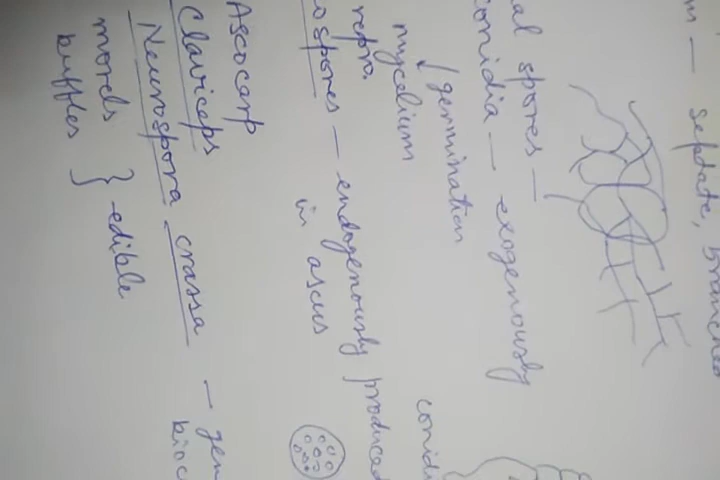 — septate, branched
al spores —
conidia — exogenously
conidi
germination
mycelium
repro.
ospores — endogenously produced
in ascus
Ascocarp
Claviceps
Neurospora crassa – gen
bioc
morels } edible
buffles